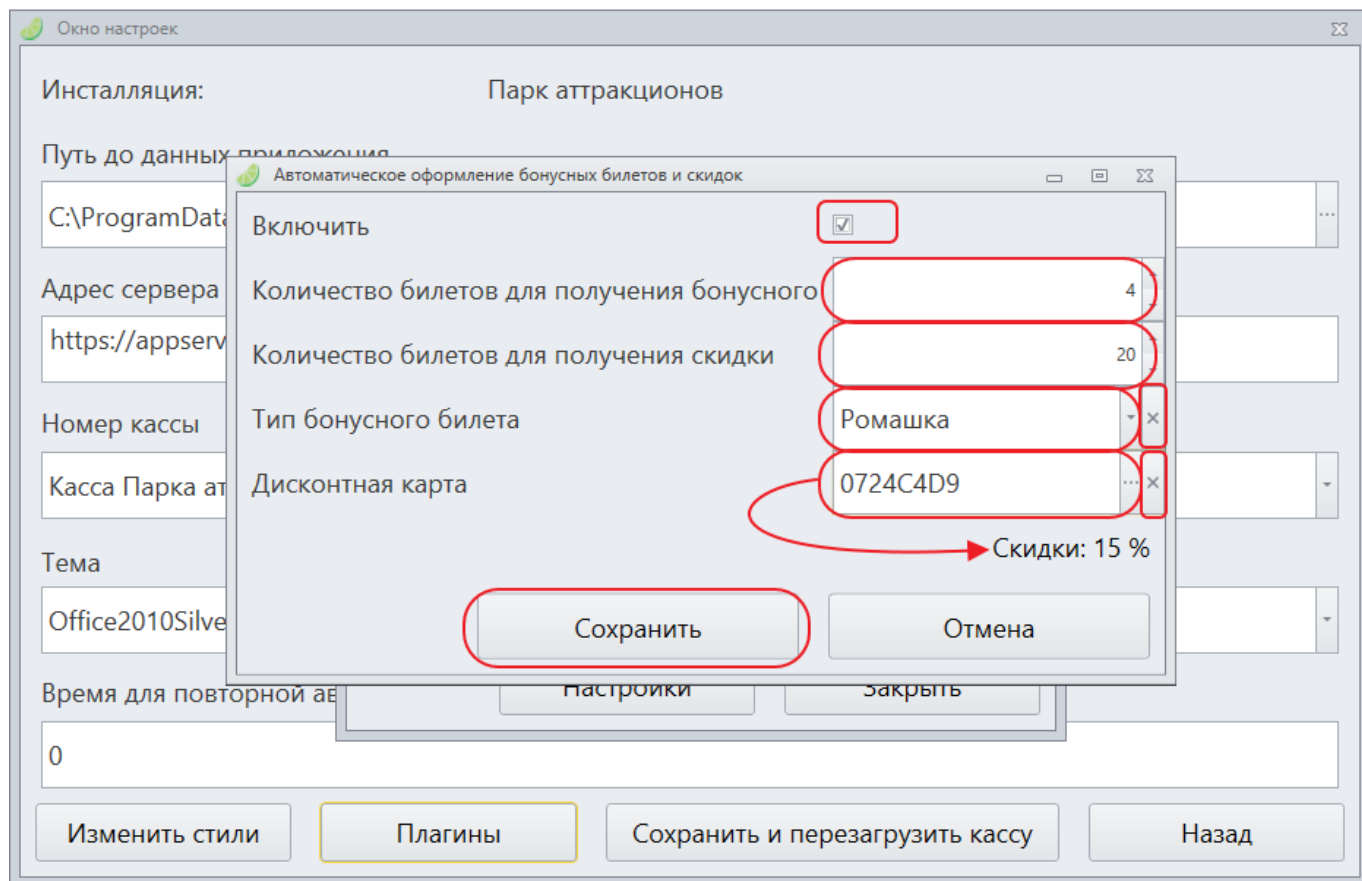 Окно настроек
Инсталляция: Парк аттракционов
Путь до данных приложения
Автоматическое оформление бонусных билетов и скидок
C:\ProgramData
...
Включить
Адрес сервера
Количество билетов для получения бонусного 4
https://appserv
Количество билетов для получения скидки 20
Номер кассы
Тип бонусного билета Ромашка
Касса Парка ат
Дисконтная карта 0724C4D9 ...
Скидки: 15 %
Тема
Office2010Silve
Сохранить Отмена
Время для повторной ав
Настройки Закрыть
0
Изменить стили Плагины Сохранить и перезагрузить кассу Назад